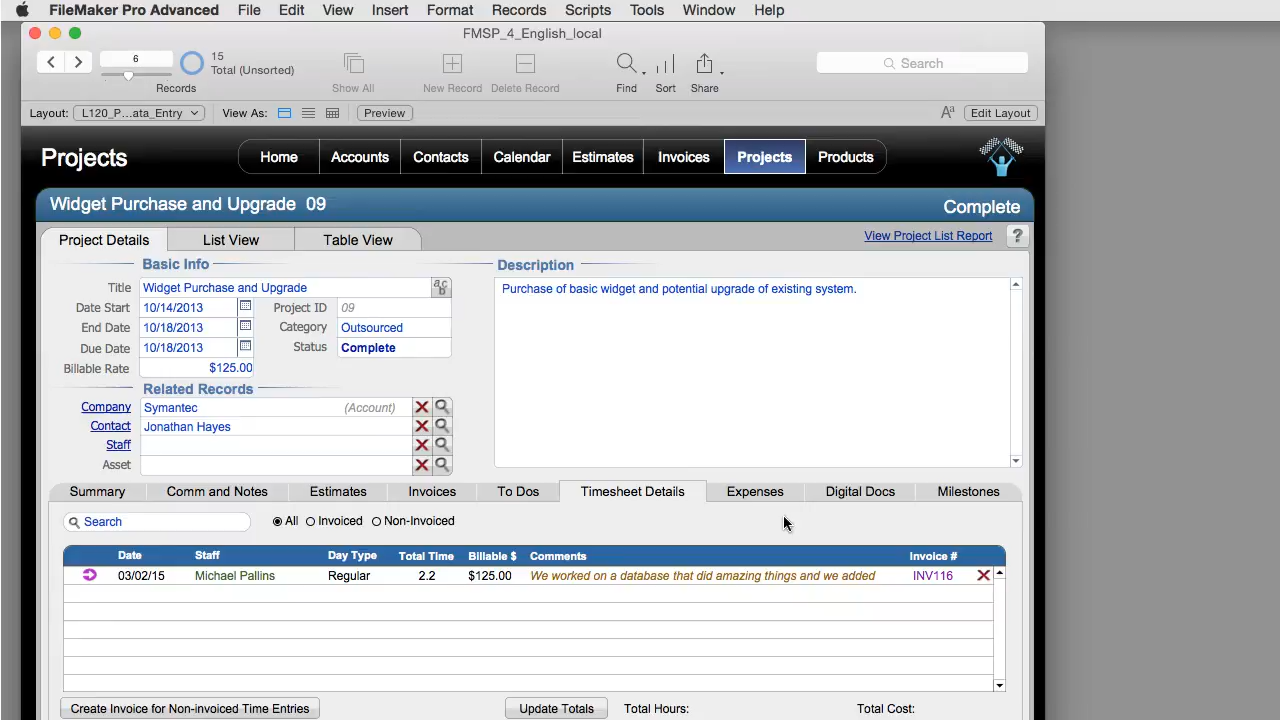 FileMaker Pro Advanced File Edit View Insert Format Records Scripts Tools Window Help
FMSP_4_English_local
6
15
Total (Unsorted)
Records Show All New Record Delete Record Find Sort Share
Search
Layout: L120_P...ata_Entry View As: Preview Aa Edit Layout
Projects
Home Accounts Contacts Calendar Estimates Invoices Projects Products
Widget Purchase and Upgrade 09 Complete
Project Details List View Table View View Project List Report ?
Basic Info Description
Title Widget Purchase and Upgrade
Purchase of basic widget and potential upgrade of existing system.
Date Start 10/14/2013 Project ID 09
End Date 10/18/2013 Category Outsourced
Due Date 10/18/2013 Status Complete
Billable Rate $125.00
Related Records
Company Symantec (Account)
Contact Jonathan Hayes
Staff
Asset
Summary Comm and Notes Estimates Invoices To Dos Timesheet Details Expenses Digital Docs Milestones
Search All Invoiced Non-Invoiced
Date Staff Day Type Total Time Billable $ Comments Invoice #
03/02/15 Michael Pallins Regular 2.2 $125.00 We worked on a database that did amazing things and we added INV116
Create Invoice for Non-invoiced Time Entries Update Totals Total Hours: Total Cost: